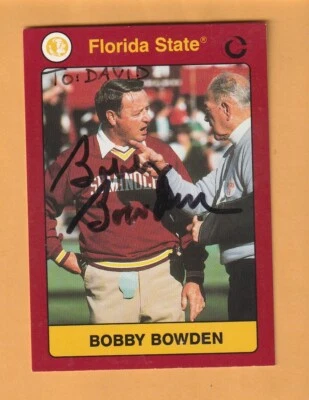 Florida State®
TO: DAVID
SEMINOLES
Bobby
Bowden
BOBBY BOWDEN